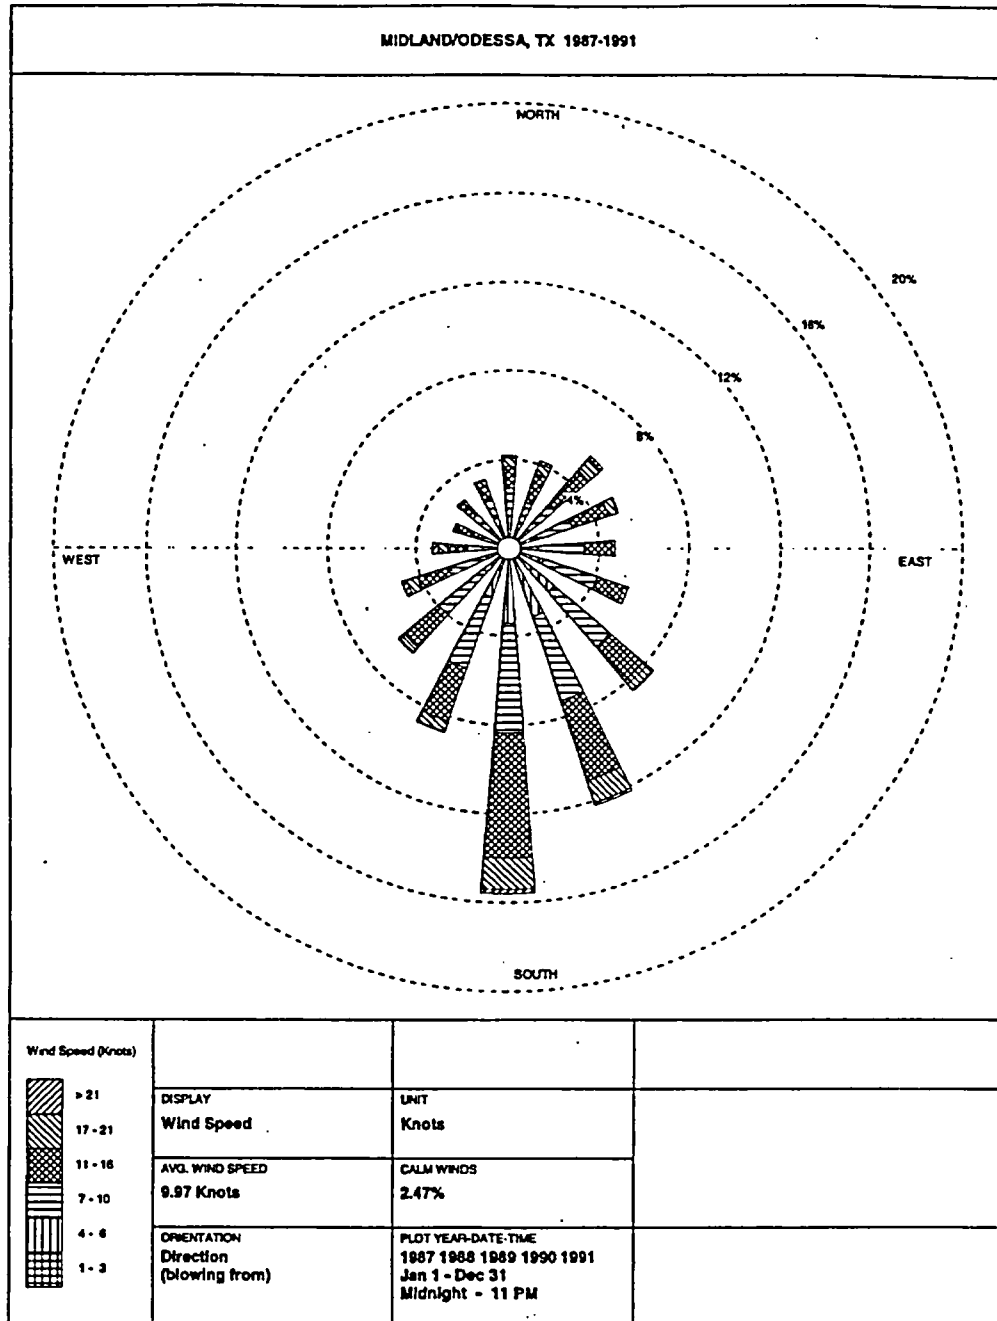 MIDLAND/ODESSA, TX 1987-1991
NORTH
20%
16%
12%
8%
4%
WEST
EAST
SOUTH
Wind Speed (Knots)
> 21
17 - 21
11 - 16
7 - 10
4 - 6
1 - 3
DISPLAY
Wind Speed
UNIT
Knots
AVG. WIND SPEED
9.97 Knots
CALM WINDS
2.47%
ORIENTATION
Direction
(blowing from)
PLOT YEAR-DATE-TIME
1987 1988 1989 1990 1991
Jan 1 - Dec 31
Midnight - 11 PM